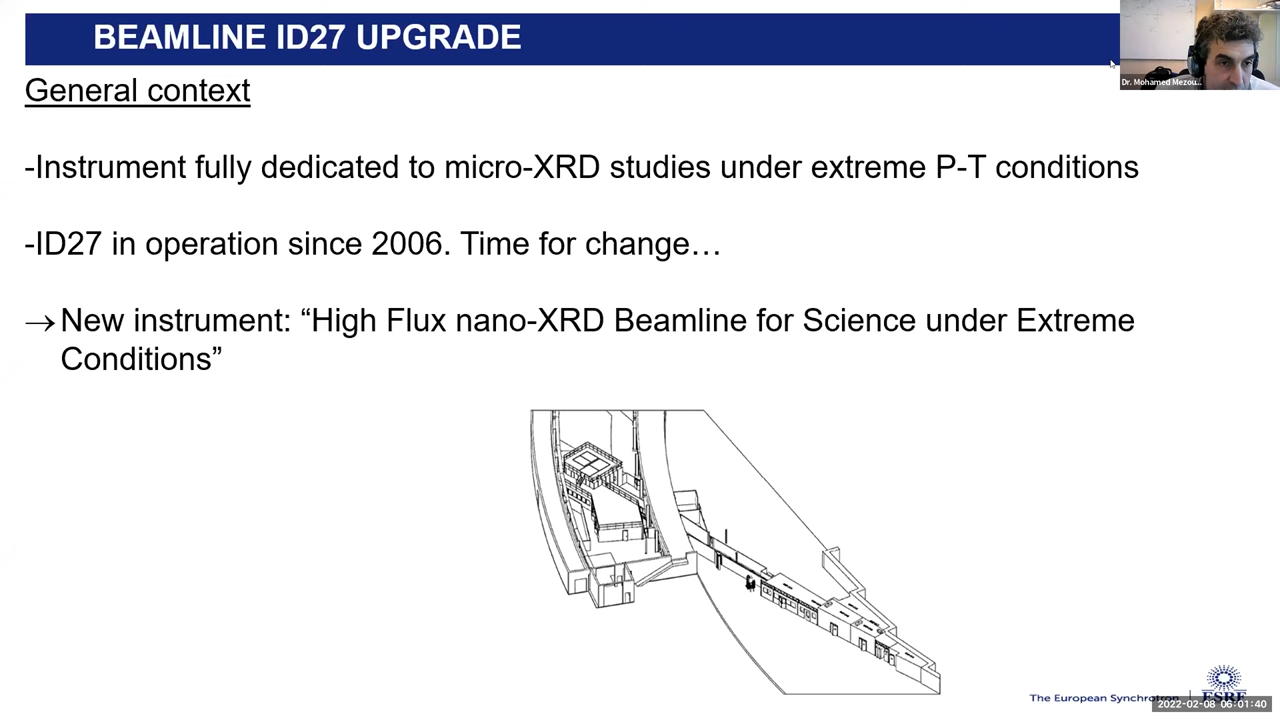 BEAMLINE ID27 UPGRADE
Dr. Mohamed Mezou...
General context
-Instrument fully dedicated to micro-XRD studies under extreme P-T conditions
-ID27 in operation since 2006. Time for change…
→ New instrument: “High Flux nano-XRD Beamline for Science under Extreme
Conditions”
The European Synchrotron | ESRF
2022-02-08 06:01:40